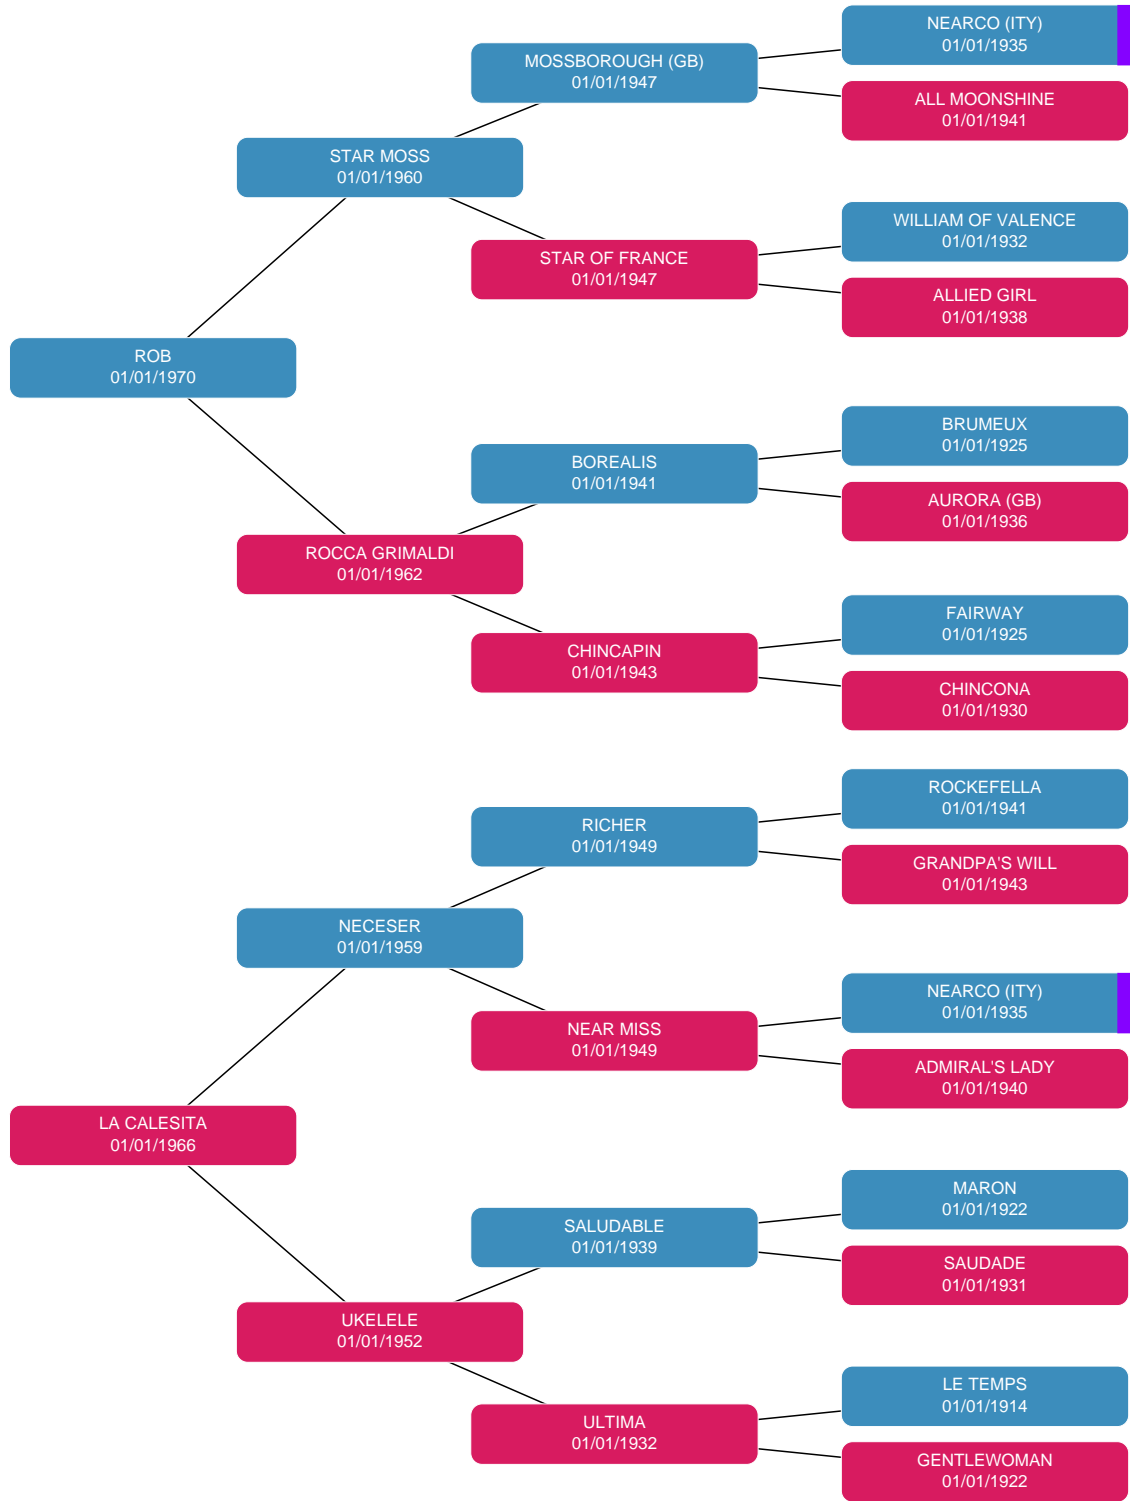 NEARCO (ITY)
01/01/1935
MOSSBOROUGH (GB)
01/01/1947
ALL MOONSHINE
01/01/1941
STAR MOSS
01/01/1960
WILLIAM OF VALENCE
01/01/1932
STAR OF FRANCE
01/01/1947
ALLIED GIRL
01/01/1938
ROB
01/01/1970
BRUMEUX
01/01/1925
BOREALIS
01/01/1941
AURORA (GB)
01/01/1936
ROCCA GRIMALDI
01/01/1962
FAIRWAY
01/01/1925
CHINCAPIN
01/01/1943
CHINCONA
01/01/1930
ROCKEFELLA
01/01/1941
RICHER
01/01/1949
GRANDPA'S WILL
01/01/1943
NECESER
01/01/1959
NEARCO (ITY)
01/01/1935
NEAR MISS
01/01/1949
ADMIRAL'S LADY
01/01/1940
LA CALESITA
01/01/1966
MARON
01/01/1922
SALUDABLE
01/01/1939
SAUDADE
01/01/1931
UKELELE
01/01/1952
LE TEMPS
01/01/1914
ULTIMA
01/01/1932
GENTLEWOMAN
01/01/1922